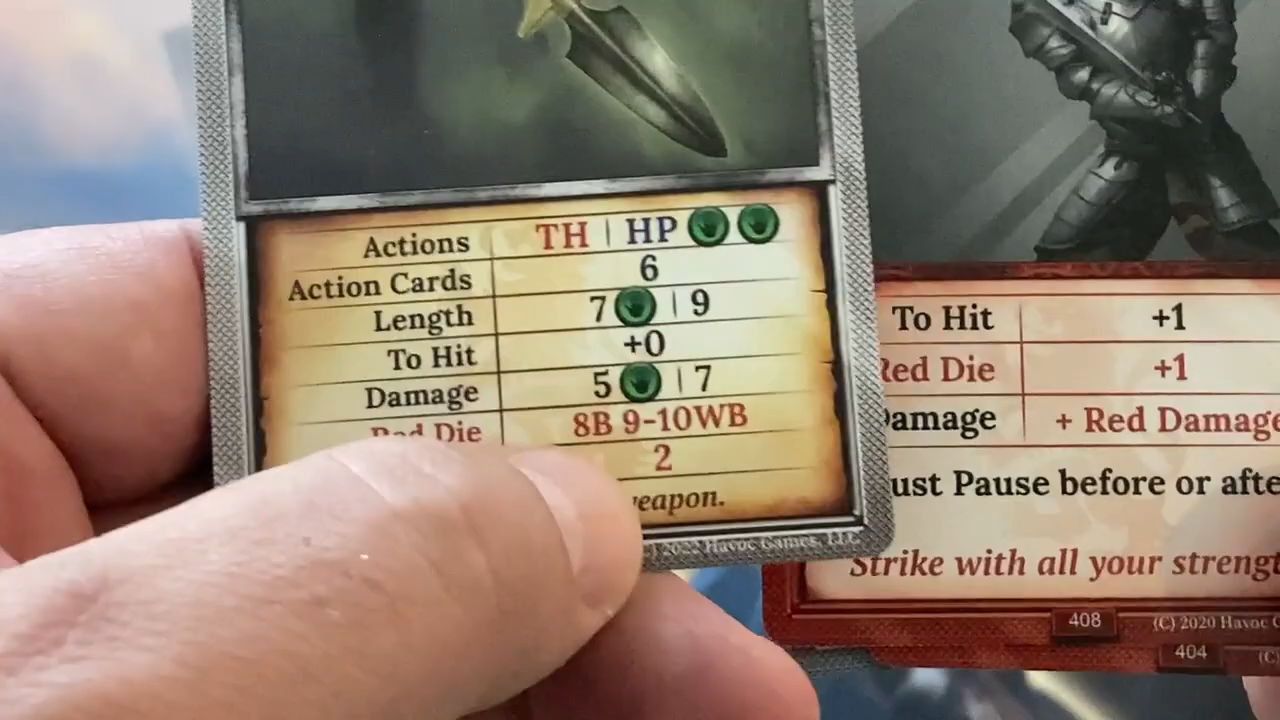 Actions TH | HP
Action Cards 6
Length 7 | 9
To Hit +0
Damage 5 | 7
Red Die 8B 9-10WB
2
weapon.
2022 Havoc Games, LLC
To Hit +1
Red Die +1
Damage + Red Damage
ust Pause before or afte
Strike with all your strengt
408 (C) 2020 Havoc G
404 (C)